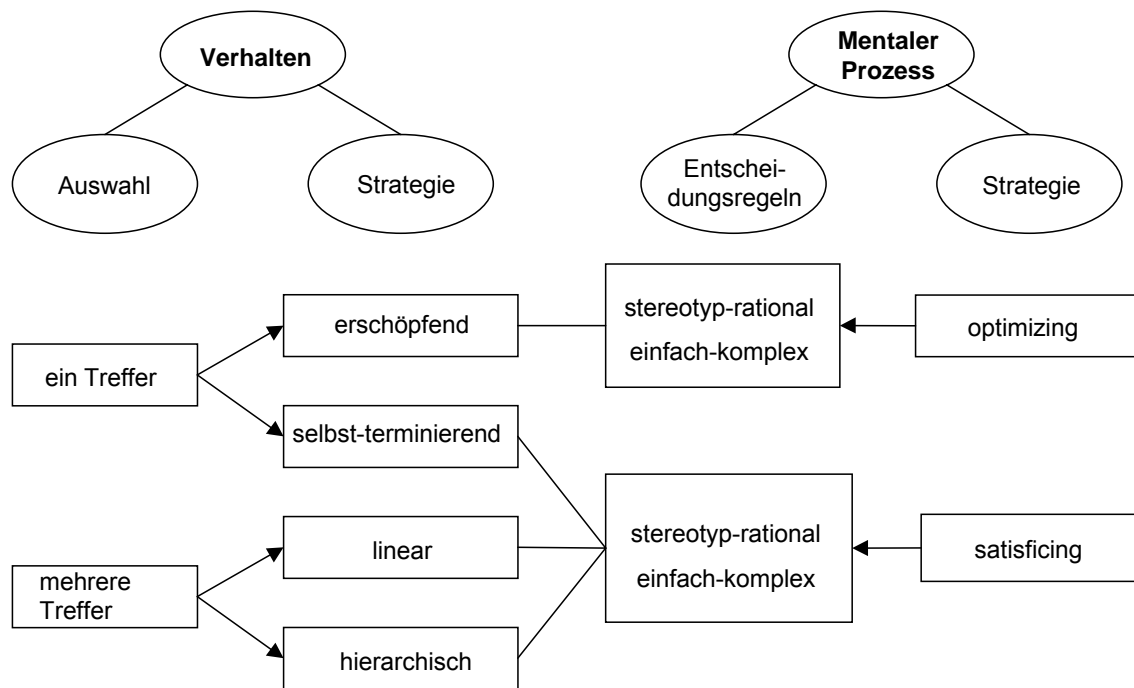 Verhalten
Mentaler
Prozess
Auswahl
Strategie
Entschei-
dungsregeln
Strategie
erschöpfend
stereotyp-rational
einfach-komplex
optimizing
ein Treffer
selbst-terminierend
linear
stereotyp-rational
einfach-komplex
satisficing
mehrere
Treffer
hierarchisch